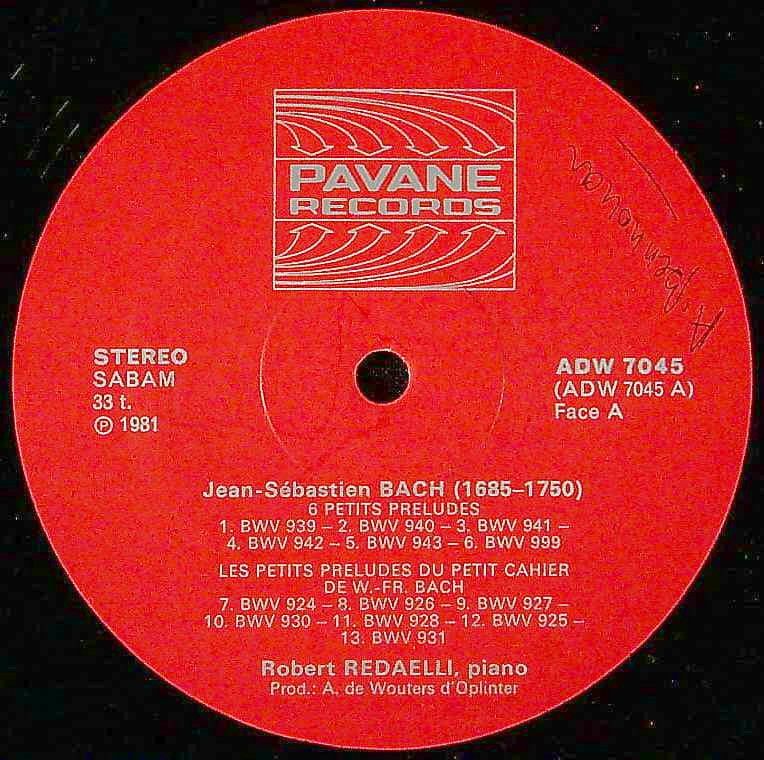 PAVANE
RECORDS
STEREO
SABAM
33 t.
℗ 1981
ADW 7045
(ADW 7045 A)
Face A
Jean-Sébastien BACH (1685–1750)
6 PETITS PRELUDES
1. BWV 939 – 2. BWV 940 – 3. BWV 941 –
4. BWV 942 – 5. BWV 943 – 6. BWV 999
LES PETITS PRELUDES DU PETIT CAHIER
DE W.-FR. BACH
7. BWV 924 – 8. BWV 926 – 9. BWV 927 –
10. BWV 930 – 11. BWV 928 – 12. BWV 925 –
13. BWV 931
Robert REDAELLI, piano
Prod.: A. de Wouters d'Oplinter